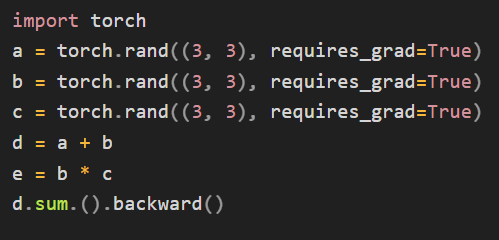 import torch
a = torch.rand((3, 3), requires_grad=True)
b = torch.rand((3, 3), requires_grad=True)
c = torch.rand((3, 3), requires_grad=True)
d = a + b
e = b * c
d.sum.().backward()